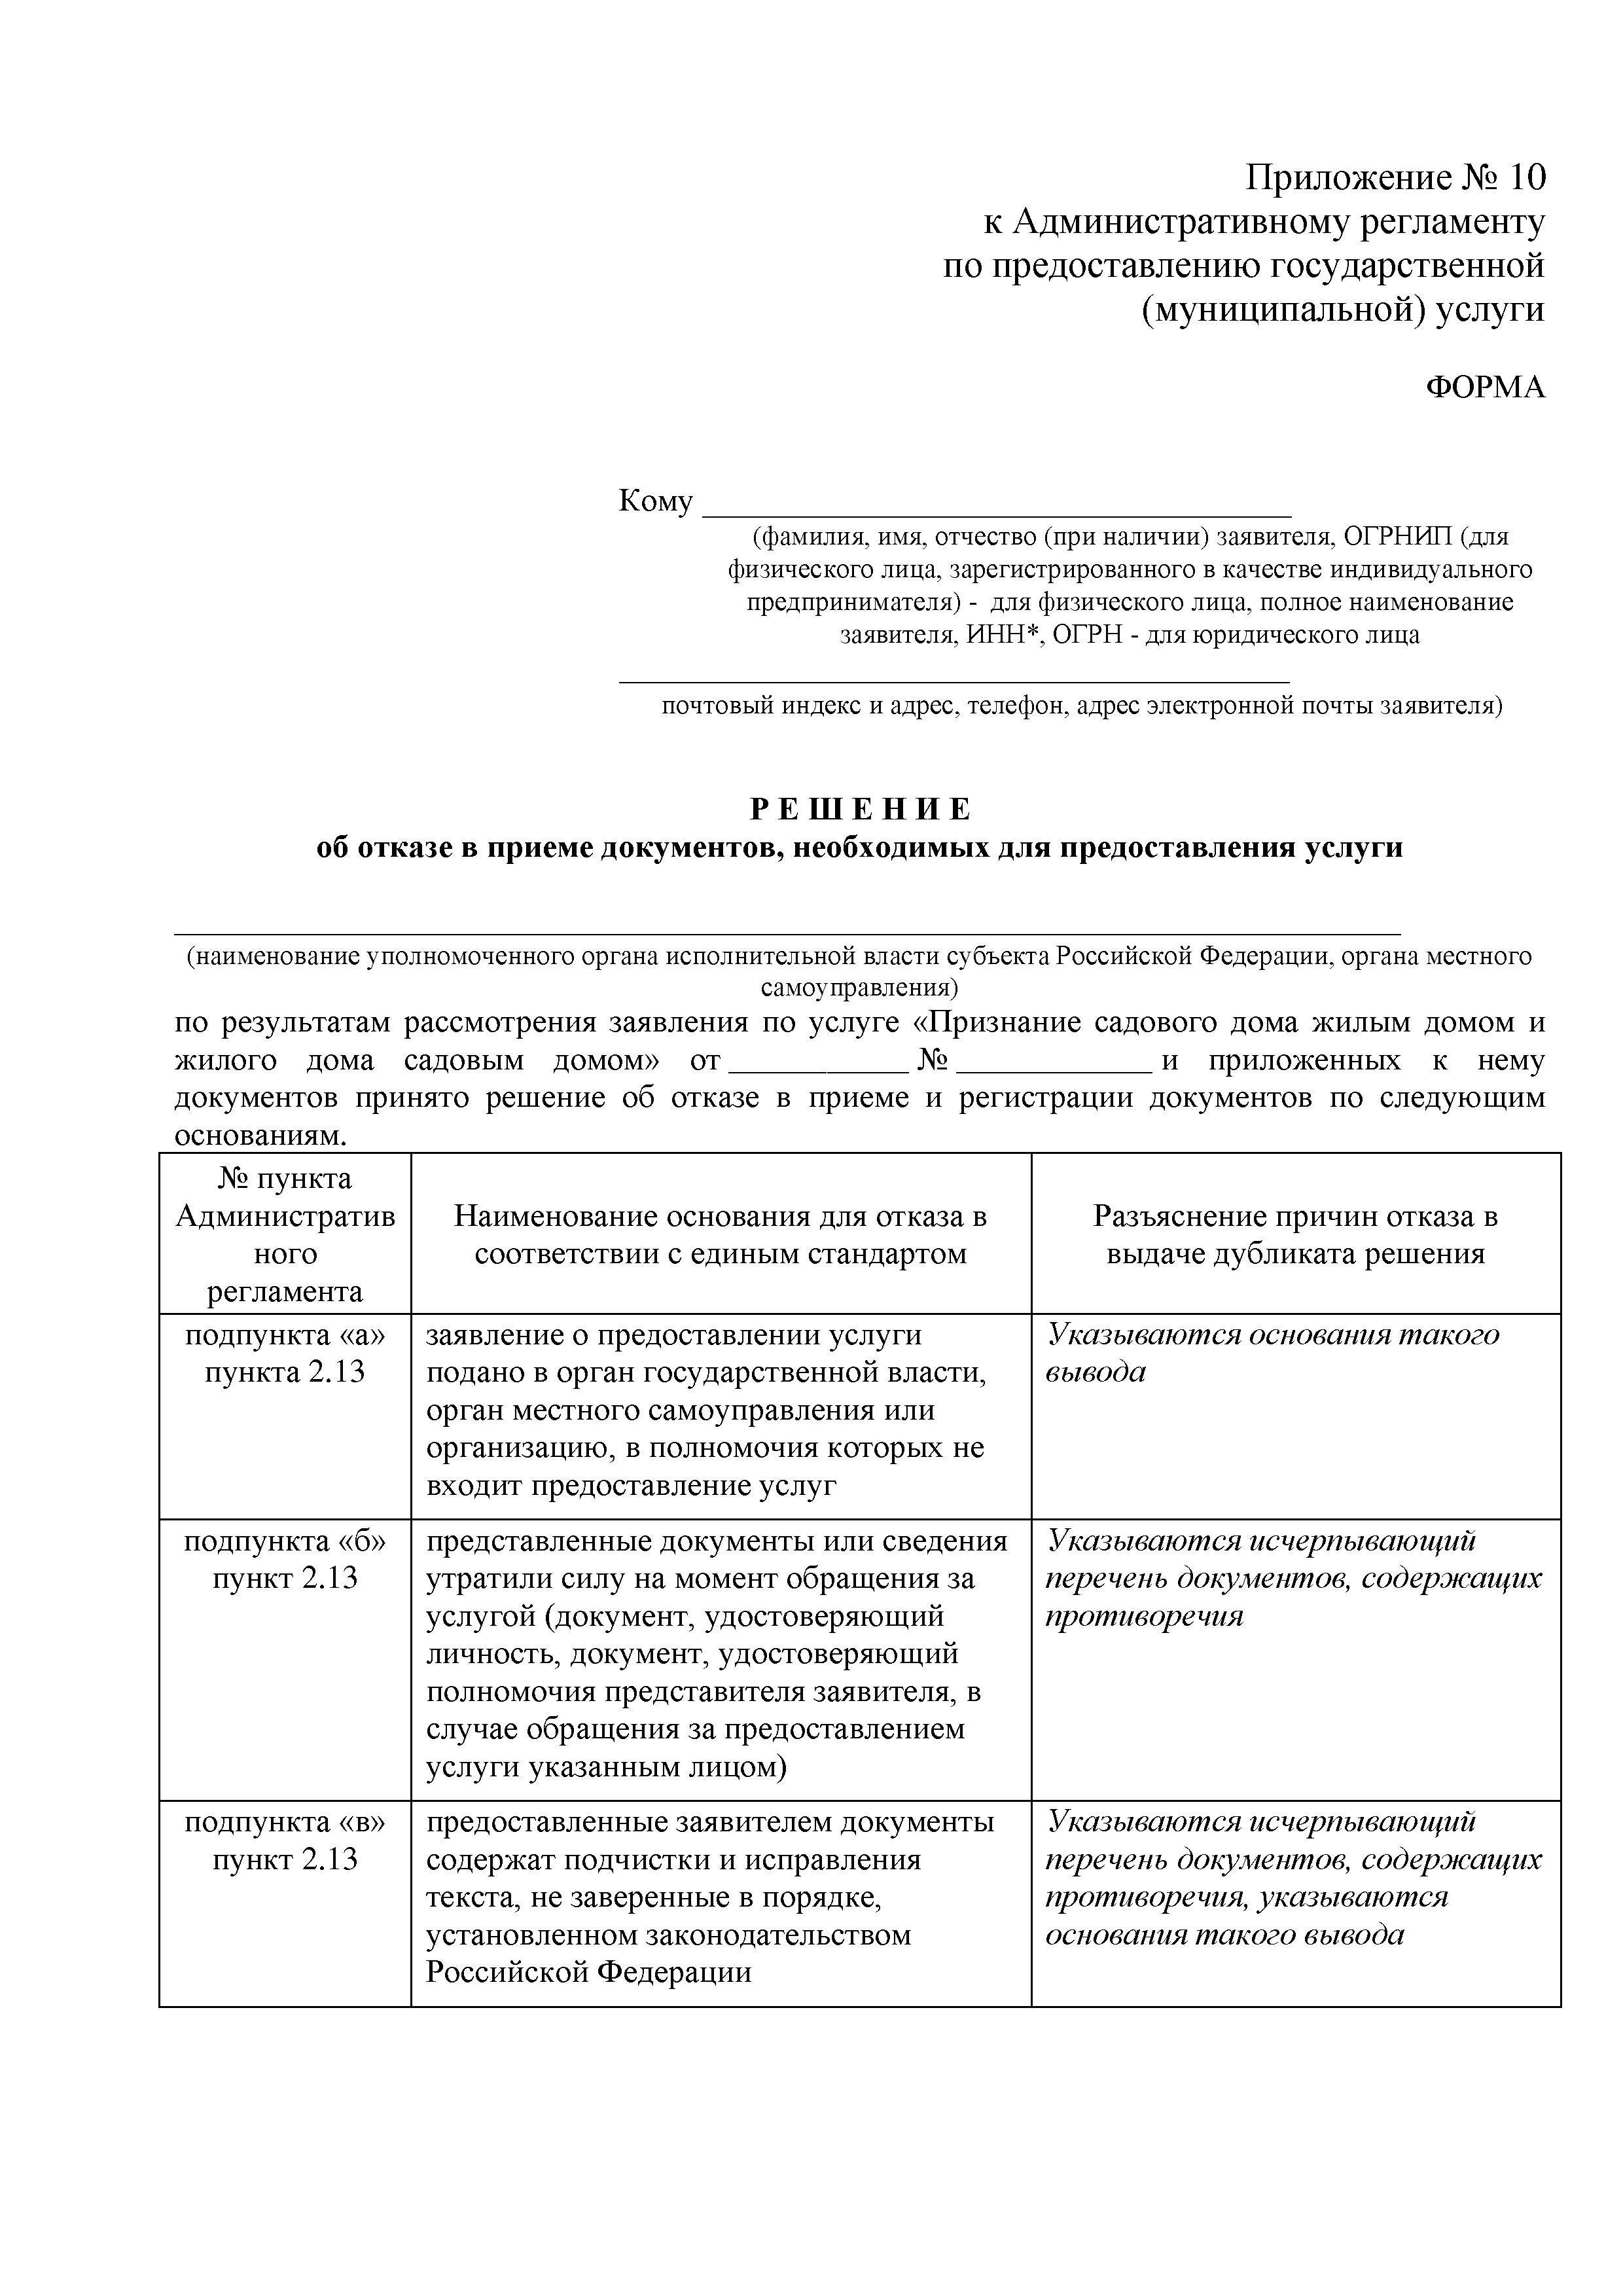 Приложение № 10
к Административному регламенту
по предоставлению государственной
(муниципальной) услуги
ФОРМА
Кому ___________________________________
(фамилия, имя, отчество (при наличии) заявителя, ОГРНИП (для
физического лица, зарегистрированного в качестве индивидуального
предпринимателя) - для физического лица, полное наименование
заявителя, ИНН*, ОГРН - для юридического лица
почтовый индекс и адрес, телефон, адрес электронной почты заявителя)
Р Е Ш Е Н И Е
об отказе в приеме документов, необходимых для предоставления услуги
(наименование уполномоченного органа исполнительной власти субъекта Российской Федерации, органа местного
самоуправления)
по результатам рассмотрения заявления по услуге «Признание садового дома жилым домом и
жилого дома садовым домом» от ___________ № ____________ и приложенных к нему
документов принято решение об отказе в приеме и регистрации документов по следующим
основаниям.
№ пункта
Административ
ного
регламента
Наименование основания для отказа в
соответствии с единым стандартом
Разъяснение причин отказа в
выдаче дубликата решения
подпункта «а»
пункта 2.13
заявление о предоставлении услуги
подано в орган государственной власти,
орган местного самоуправления или
организацию, в полномочия которых не
входит предоставление услуг
Указываются основания такого
вывода
подпункта «б»
пункт 2.13
представленные документы или сведения
утратили силу на момент обращения за
услугой (документ, удостоверяющий
личность, документ, удостоверяющий
полномочия представителя заявителя, в
случае обращения за предоставлением
услуги указанным лицом)
Указываются исчерпывающий
перечень документов, содержащих
противоречия
подпункта «в»
пункт 2.13
предоставленные заявителем документы
содержат подчистки и исправления
текста, не заверенные в порядке,
установленном законодательством
Российской Федерации
Указываются исчерпывающий
перечень документов, содержащих
противоречия, указываются
основания такого вывода